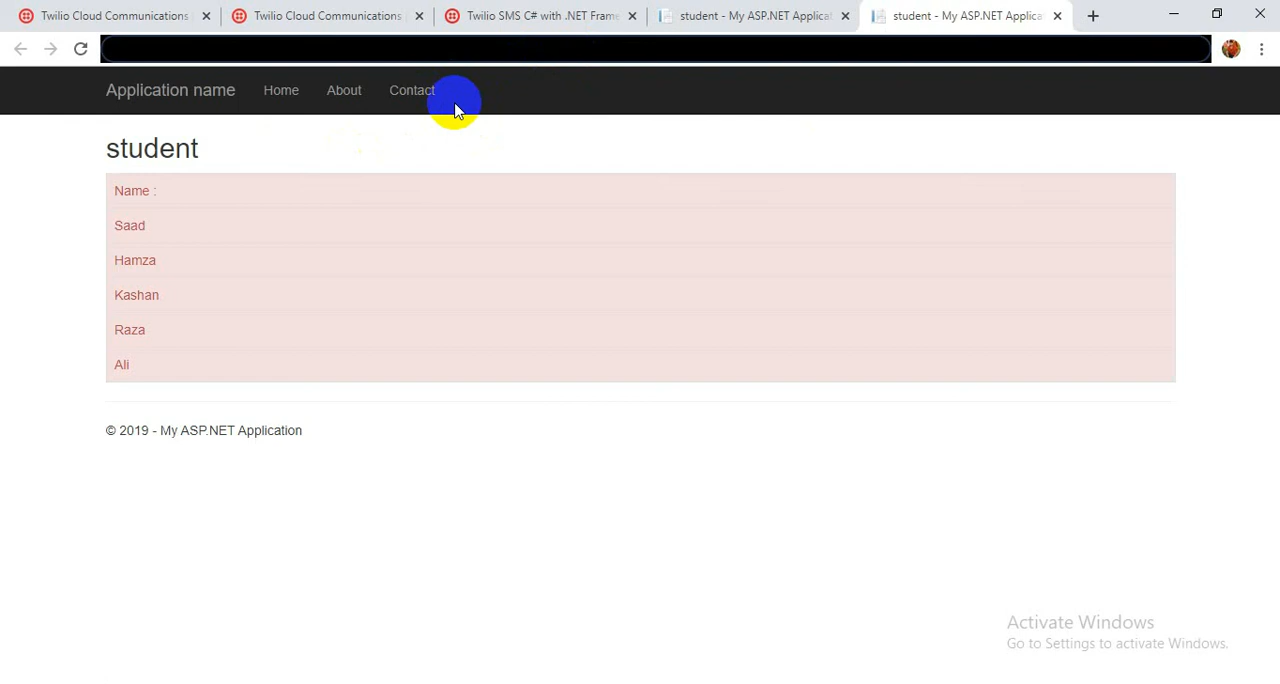 Twilio Cloud Communications
Twilio Cloud Communications
Twilio SMS C# with .NET Frame
student - My ASP.NET Applicat
student - My ASP.NET Applica
Application name Home About Contact
student
Name :
Saad
Hamza
Kashan
Raza
Ali
© 2019 - My ASP.NET Application
Activate Windows
Go to Settings to activate Windows.